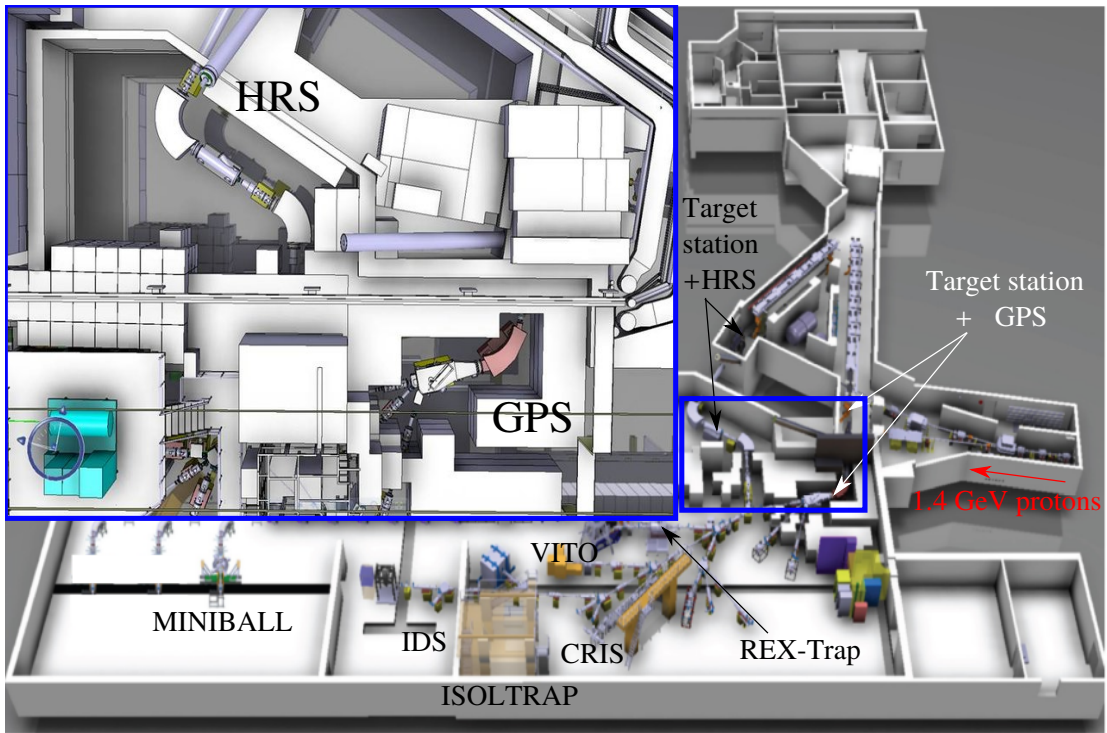 HRS
GPS
Target
station
+HRS
Target station
+ GPS
1.4 GeV protons
VITO
MINIBALL
IDS
CRIS
REX-Trap
ISOLTRAP